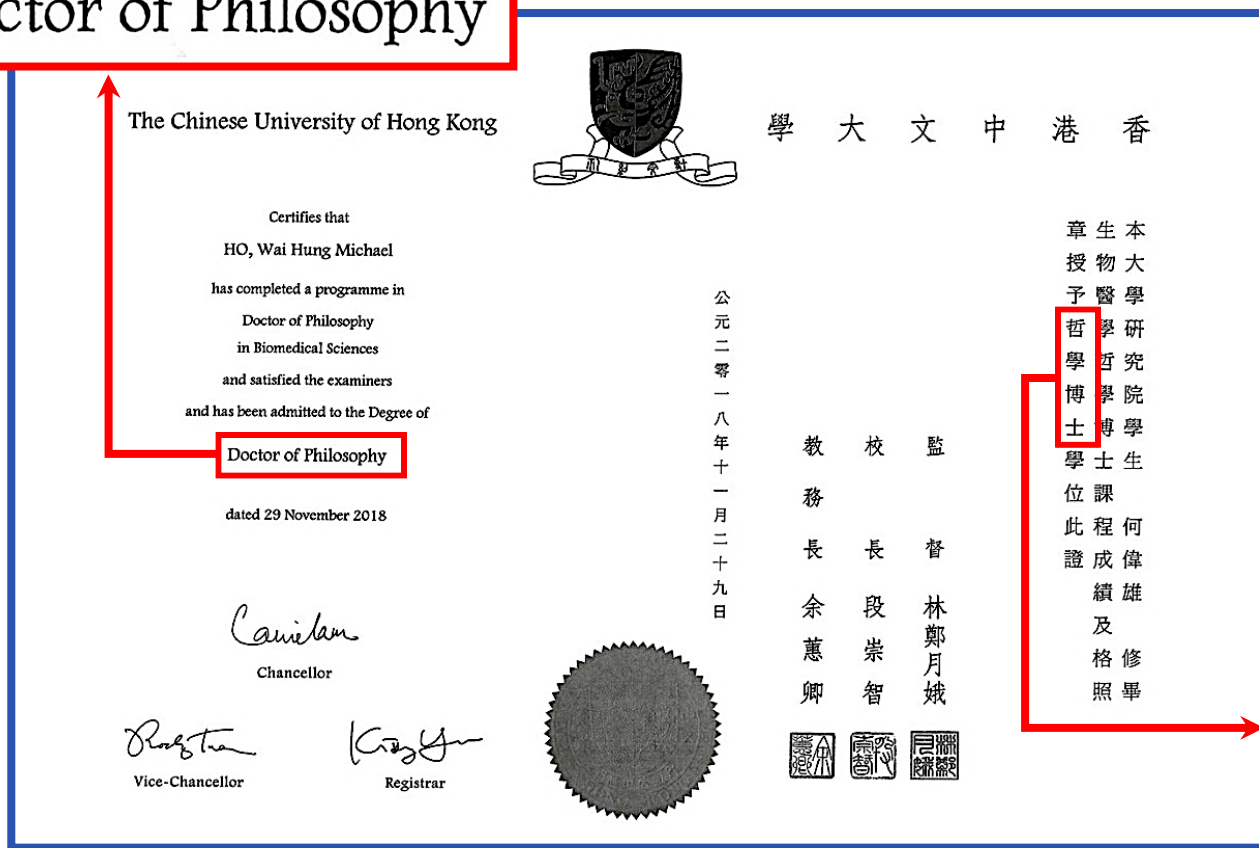 ctor of Philosophy
The Chinese University of Hong Kong
Certifies that
HO, Wai Hung Michael
has completed a programme in
Doctor of Philosophy
in Biomedical Sciences
and satisfied the examiners
and has been admitted to the Degree of
Doctor of Philosophy
dated 29 November 2018
Chancellor
Vice-Chancellor
Registrar
香港中文大學
本大學研究院學生 何偉雄 修畢
生物醫學哲學博士課程成績及格照
章授予哲學博士學位此證
監督 林鄭月娥
校長 段崇智
教務長 余蕙卿
公元二零一八年十一月二十九日